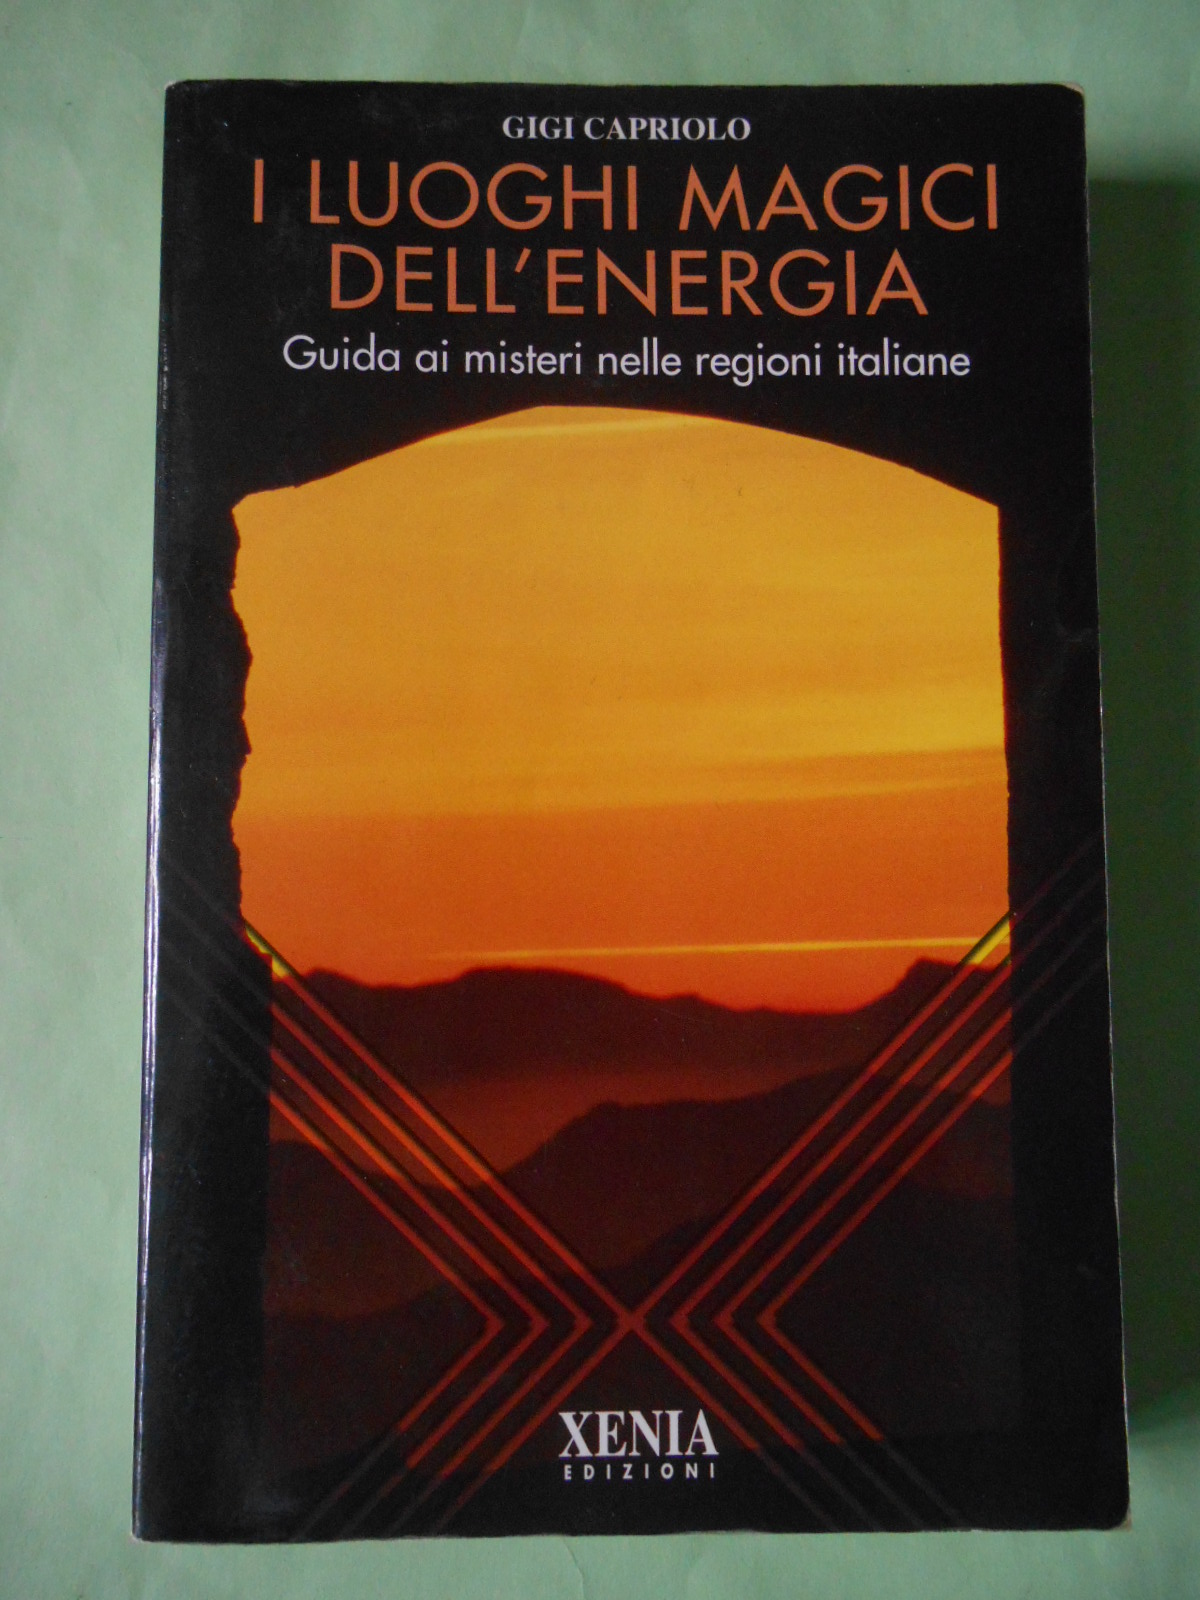 GIGI CAPRIOLO
I LUOGHI MAGICI
DELL'ENERGIA
Guida ai misteri nelle regioni italiane
XENIA
EDIZIONI